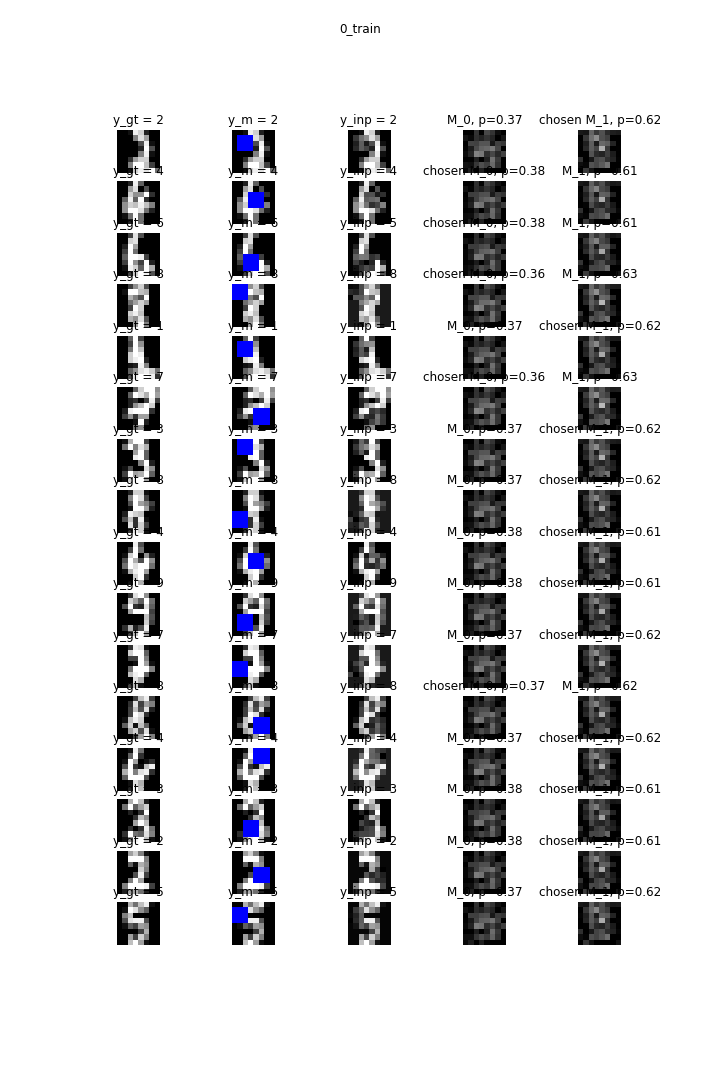 0_train
y_gt = 2 y_m = 2 y_inp = 2 M_0, p=0.37 chosen M_1, p=0.62
y_gt = 4 y_m = 4 y_inp = 4 chosen M_0, p=0.38 M_1, p=0.61
y_gt = 6 y_m = 6 y_inp = 5 chosen M_0, p=0.38 M_1, p=0.61
y_gt = 8 y_m = 8 y_inp = 8 chosen M_0, p=0.36 M_1, p=0.63
y_gt = 1 y_m = 1 y_inp = 1 M_0, p=0.37 chosen M_1, p=0.62
y_gt = 7 y_m = 7 y_inp = 7 chosen M_0, p=0.36 M_1, p=0.63
y_gt = 3 y_m = 3 y_inp = 3 M_0, p=0.37 chosen M_1, p=0.62
y_gt = 8 y_m = 8 y_inp = 8 M_0, p=0.37 chosen M_1, p=0.62
y_gt = 4 y_m = 4 y_inp = 4 M_0, p=0.38 chosen M_1, p=0.61
y_gt = 9 y_m = 9 y_inp = 9 M_0, p=0.38 chosen M_1, p=0.61
y_gt = 7 y_m = 7 y_inp = 7 M_0, p=0.37 chosen M_1, p=0.62
y_gt = 8 y_m = 8 y_inp = 8 chosen M_0, p=0.37 M_1, p=0.62
y_gt = 4 y_m = 4 y_inp = 4 M_0, p=0.37 chosen M_1, p=0.62
y_gt = 3 y_m = 3 y_inp = 3 M_0, p=0.38 chosen M_1, p=0.61
y_gt = 2 y_m = 2 y_inp = 2 M_0, p=0.38 chosen M_1, p=0.61
y_gt = 5 y_m = 5 y_inp = 5 M_0, p=0.37 chosen M_1, p=0.62